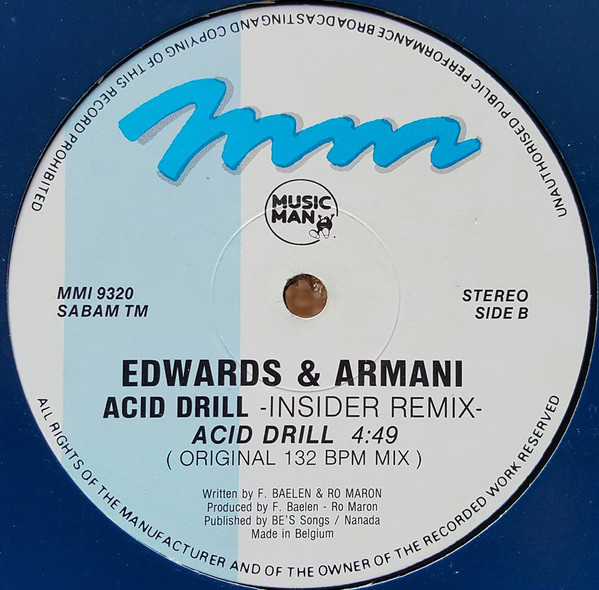 UNAUTHORISED PUBLIC PERFORMANCE BROADCASTING AND COPYING OF THIS RECORD PROHIBITED
mm
MUSIC
MAN
MMI 9320
SABAM TM
STEREO
SIDE B
EDWARDS & ARMANI
ACID DRILL -INSIDER REMIX-
ACID DRILL 4:49
( ORIGINAL 132 BPM MIX )
Written by F. BAELEN & RO MARON
Produced by F. Baelen - Ro Maron
Published by BE'S Songs / Nanada
Made in Belgium
ALL RIGHTS OF THE MANUFACTURER AND OF THE OWNER OF THE RECORDED WORK RESERVED